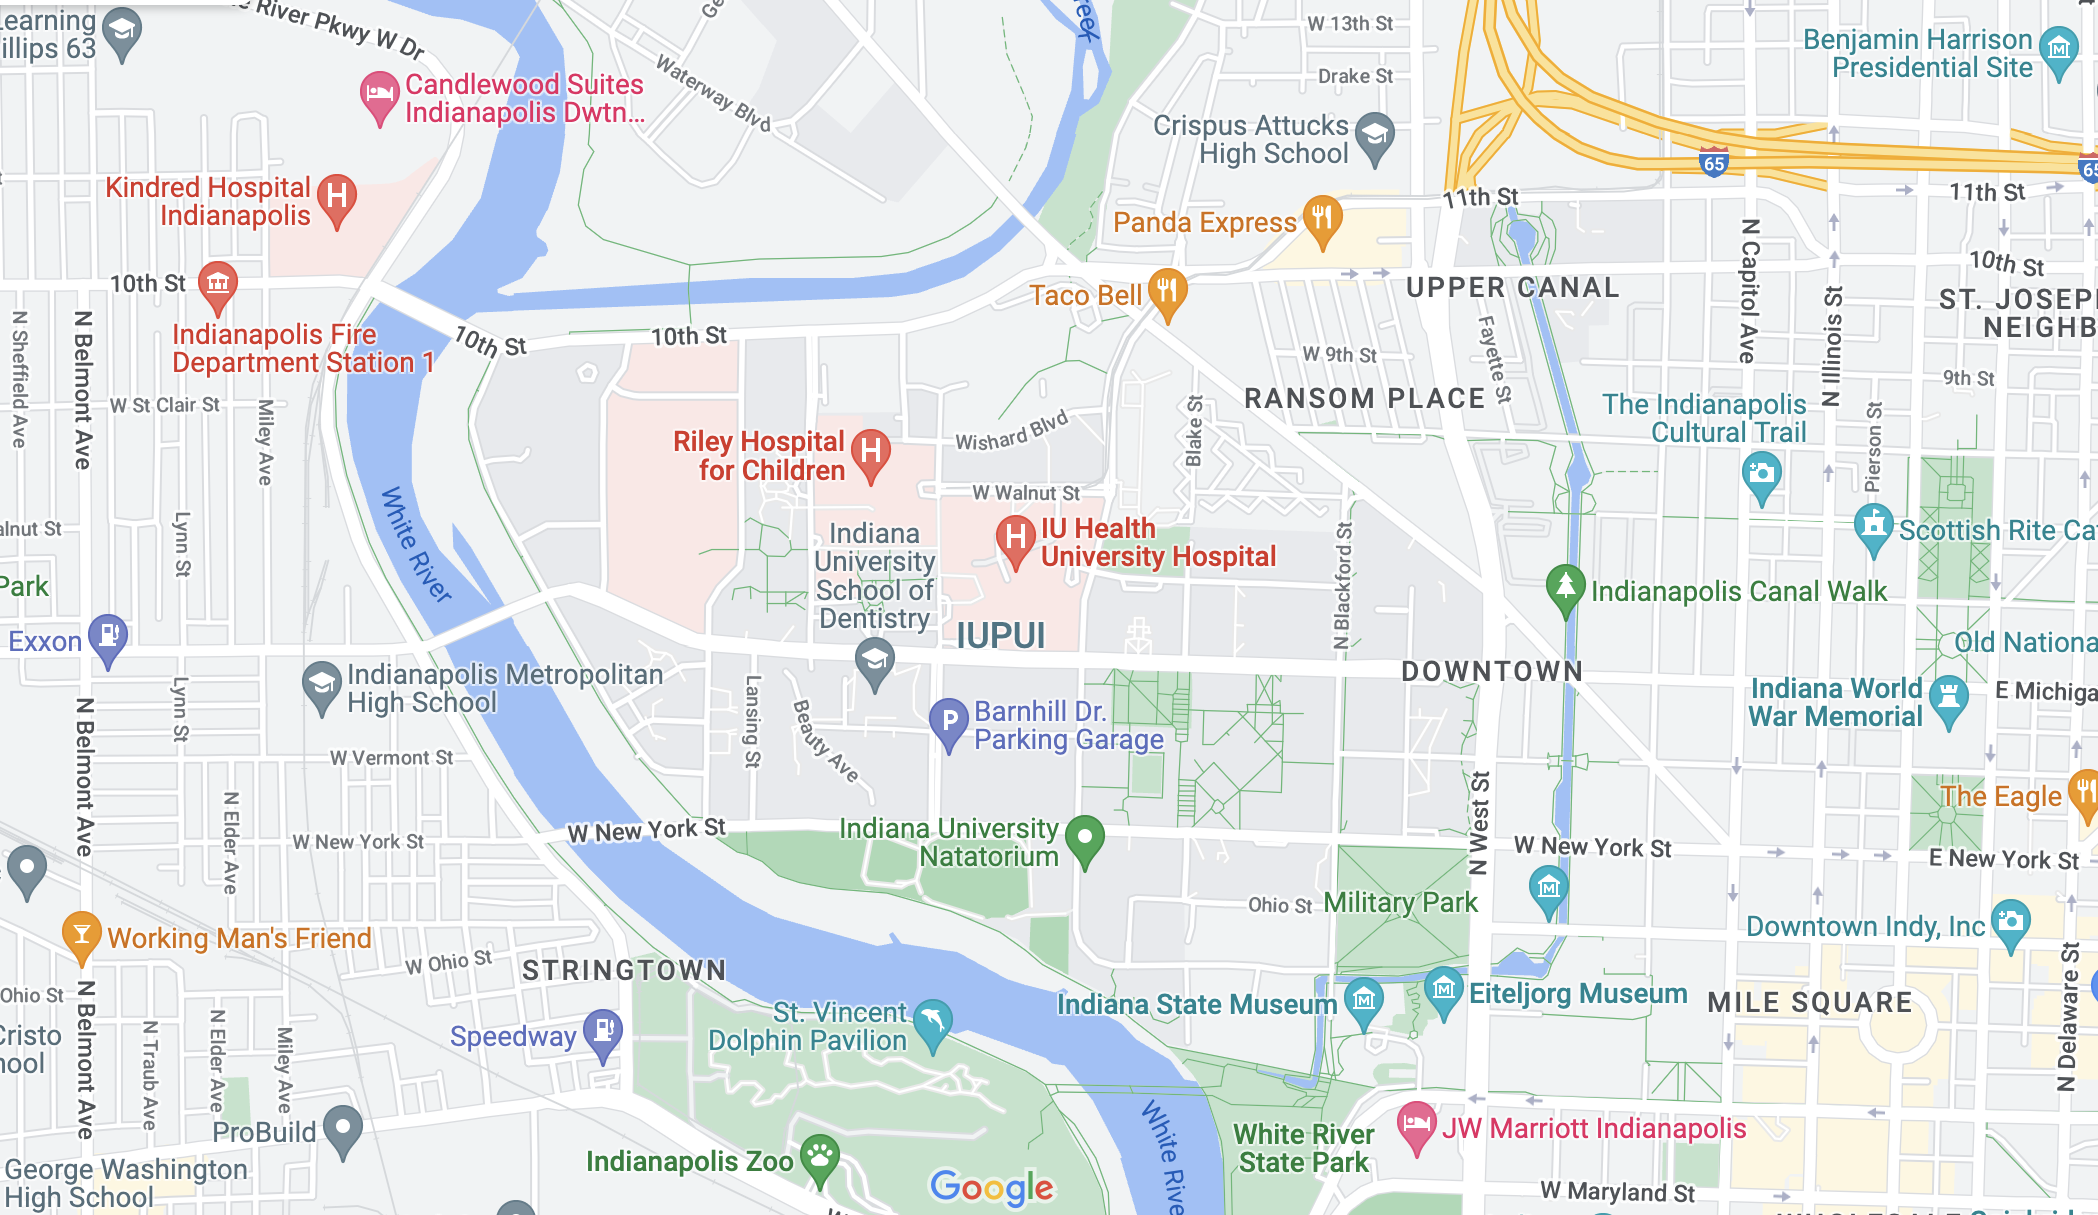 Learning
illips 63
e River Pkwy W Dr
Candlewood Suites
Indianapolis Dwtn...
Waterway Blvd
Ge
reek
W 13th St
Drake St
Crispus Attucks
High School
Benjamin Harrison
Presidential Site
65
65
Kindred Hospital
Indianapolis
H
Panda Express
11th St
11th St
10th St
10th St
10th St
10th St
Indianapolis Fire
Department Station 1
Taco Bell
UPPER CANAL
ST. JOSEP
NEIGHB
N Capitol Ave
N Illinois St
N Sheffield Ave
N Belmont Ave
W St Clair St
Miley Ave
W 9th St
9th St
Fayette St
RANSOM PLACE
The Indianapolis
Cultural Trail
Pierson St
Riley Hospital
for Children
H
Wishard Blvd
Blake St
W Walnut St
alnut St
Lynn St
White River
Indiana
University
School of
Dentistry
H
IU Health
University Hospital
N Blackford St
Scottish Rite Ca
Indianapolis Canal Walk
Park
Exxon
IUPUI
Old Nationa
Indianapolis Metropolitan
High School
DOWNTOWN
Indiana World
War Memorial
E Michiga
Lynn St
N Belmont Ave
Lansing St
Beauty Ave
P
Barnhill Dr.
Parking Garage
W Vermont St
N West St
The Eagle
N Elder Ave
W New York St
W New York St
Indiana University
Natatorium
W New York St
E New York St
Ohio St
Military Park
Downtown Indy, Inc
Working Man's Friend
W Ohio St
STRINGTOWN
N Delaware St
Ohio St
N Belmont Ave
Indiana State Museum
Eiteljorg Museum
MILE SQUARE
Cristo
hool
Speedway
St. Vincent
Dolphin Pavilion
N Traub Ave
N Elder Ave
Miley Ave
ProBuild
White Rive
White River
State Park
JW Marriott Indianapolis
Indianapolis Zoo
George Washington
High School
Google
W Maryland St